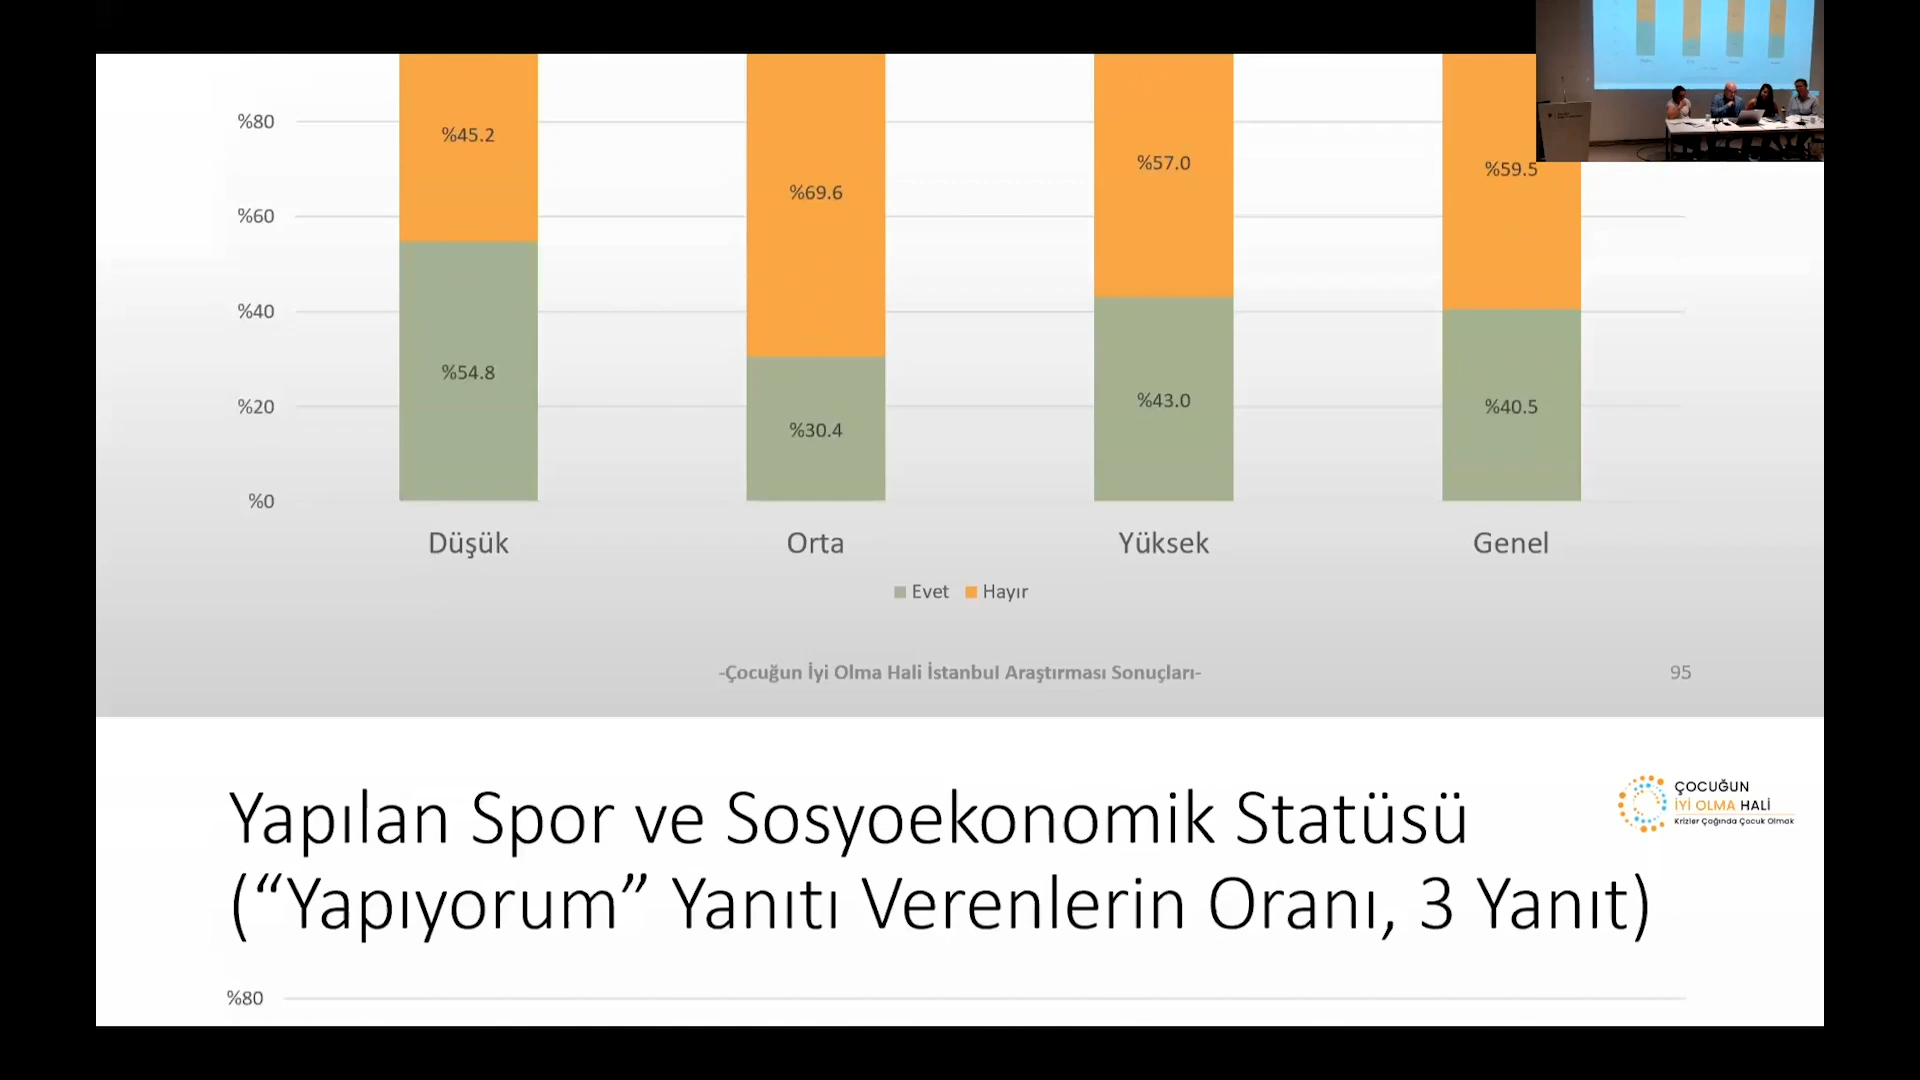 %80
%60
%40
%20
%0
%45.2
%69.6
%57.0
%59.5
%54.8
%30.4
%43.0
%40.5
Düşük
Orta
Yüksek
Genel
Evet
Hayır
-Çocuğun İyi Olma Hali İstanbul Araştırması Sonuçları-
95
Yapılan Spor ve Sosyoekonomik Statüsü
(“Yapıyorum” Yanıtı Verenlerin Oranı, 3 Yanıt)
ÇOCUĞUN
İYİ OLMA HALİ
Krizler Çağında Çocuk Olmak
%80